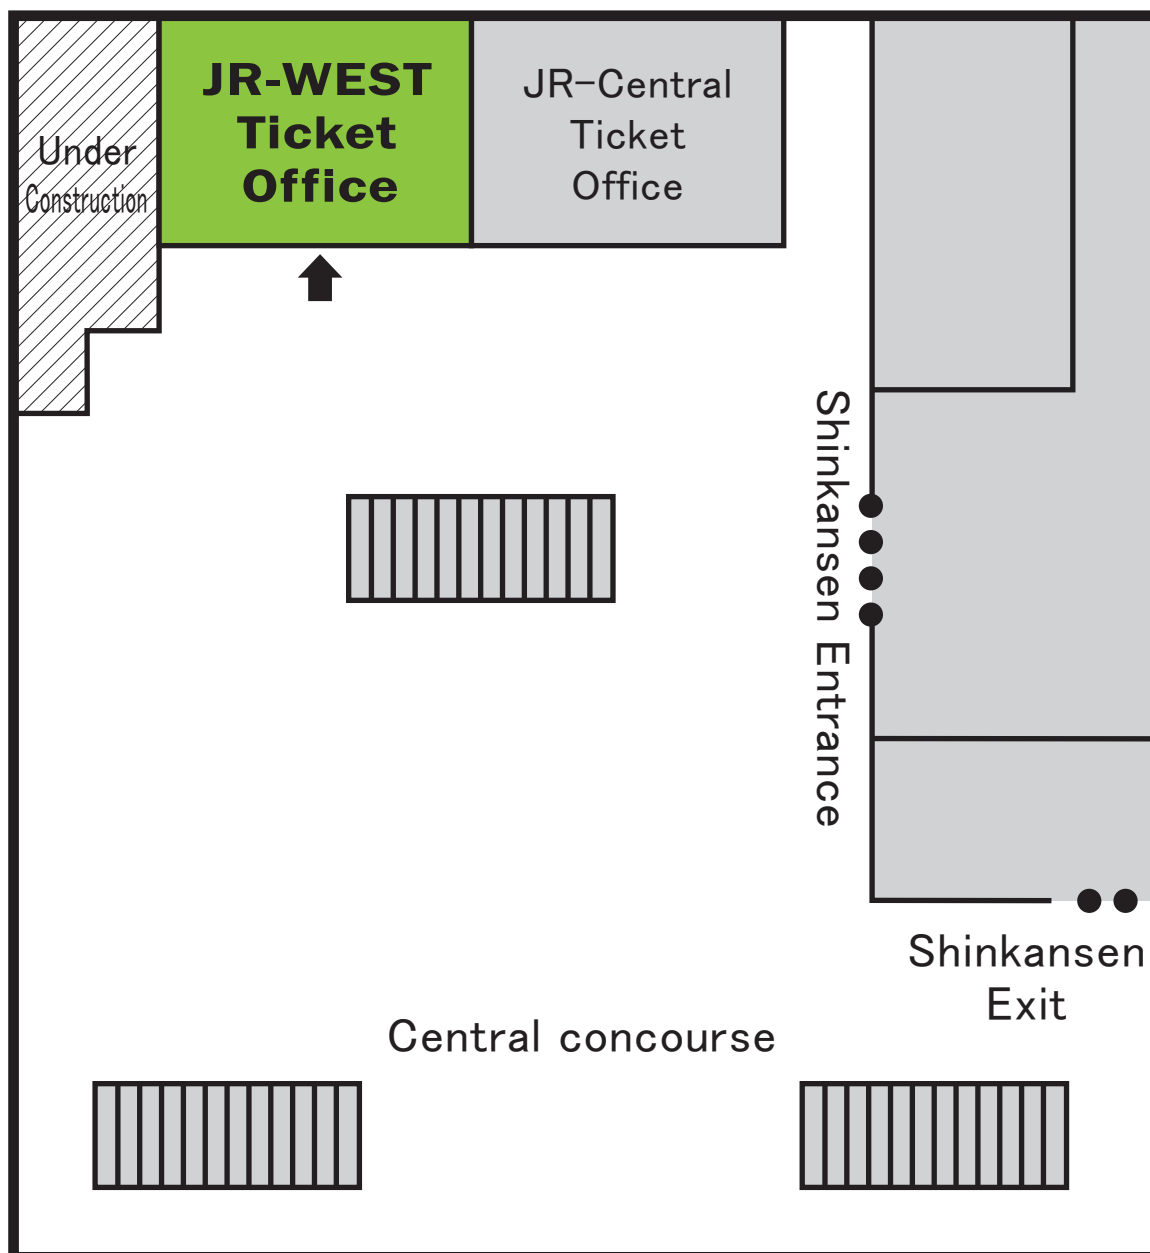 JR-WEST
Ticket
Office
JR-Central
Ticket
Office
Under
Construction
Shinkansen Entrance
Shinkansen
Exit
Central concourse